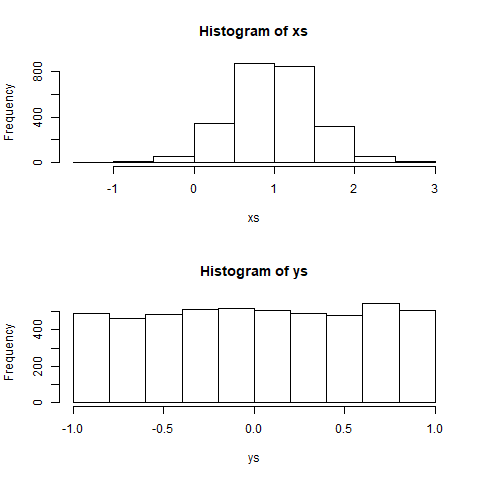 Histogram of xs
Frequency
0 400 800
-1 0 1 2 3
xs
Histogram of ys
Frequency
0 200 400
-1.0 -0.5 0.0 0.5 1.0
ys